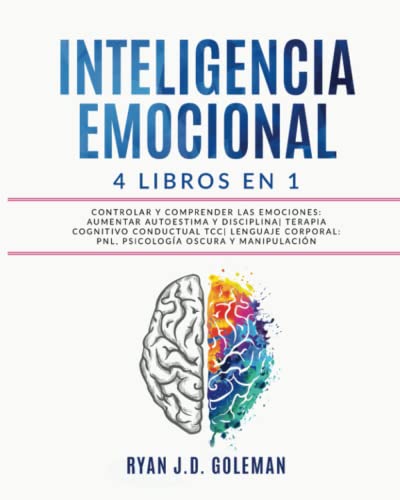 INTELIGENCIA
EMOCIONAL
4 LIBROS EN 1
CONTROLAR Y COMPRENDER LAS EMOCIONES:
AUMENTAR AUTOESTIMA Y DISCIPLINA| TERAPIA
COGNITIVO CONDUCTUAL TCC| LENGUAJE CORPORAL:
PNL, PSICOLOGÍA OSCURA Y MANIPULACIÓN
RYAN J.D. GOLEMAN